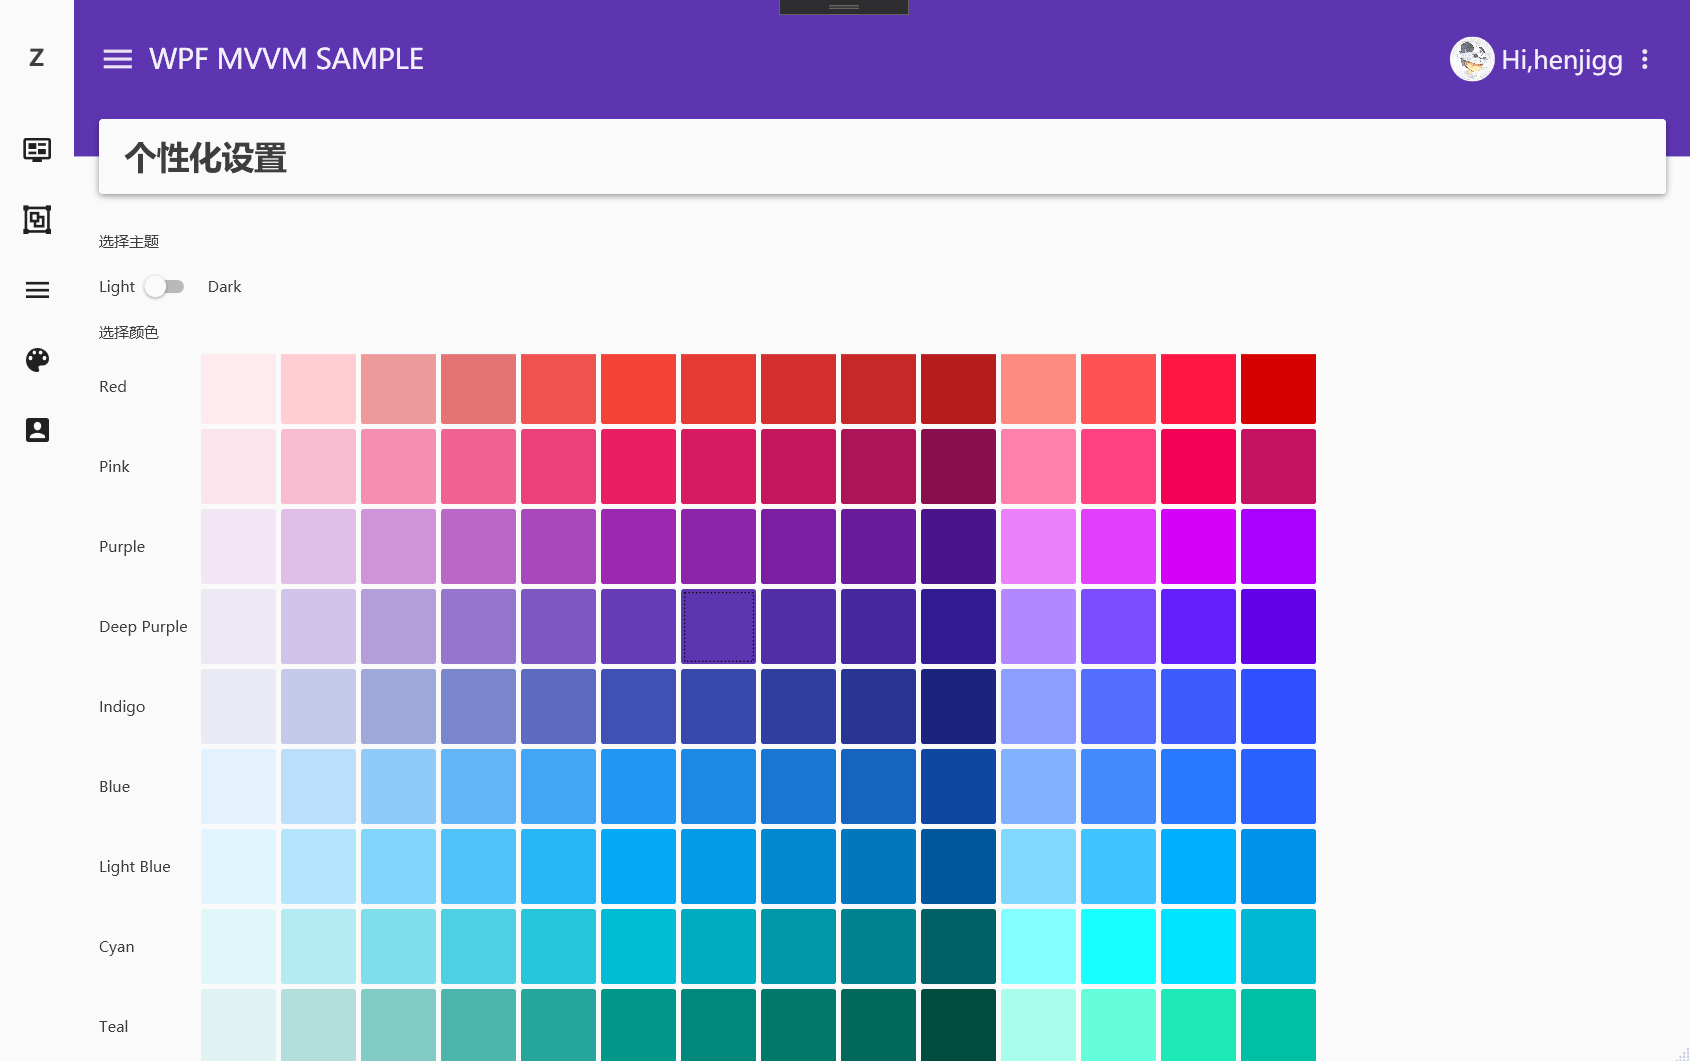 Z
WPF MVVM SAMPLE
Hi,henjigg
个性化设置
选择主题
Light Dark
选择颜色
Red
Pink
Purple
Deep Purple
Indigo
Blue
Light Blue
Cyan
Teal